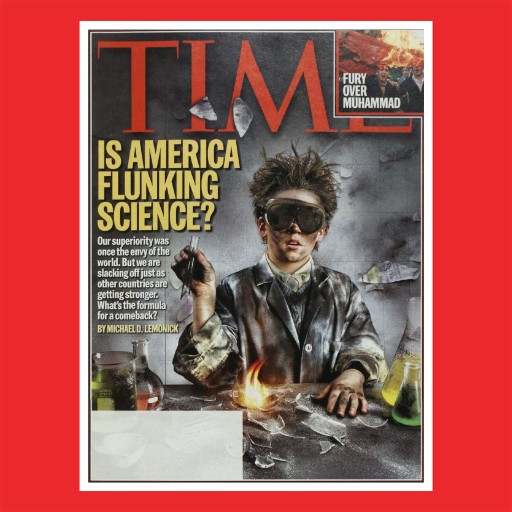 TIME
FURY
OVER
MUHAMMAD
IS AMERICA
FLUNKING
SCIENCE?
Our superiority was
once the envy of the
world. But we are
slacking off just as
other countries are
getting stronger.
What's the formula
for a comeback?
BY MICHAEL D. LEMONICK